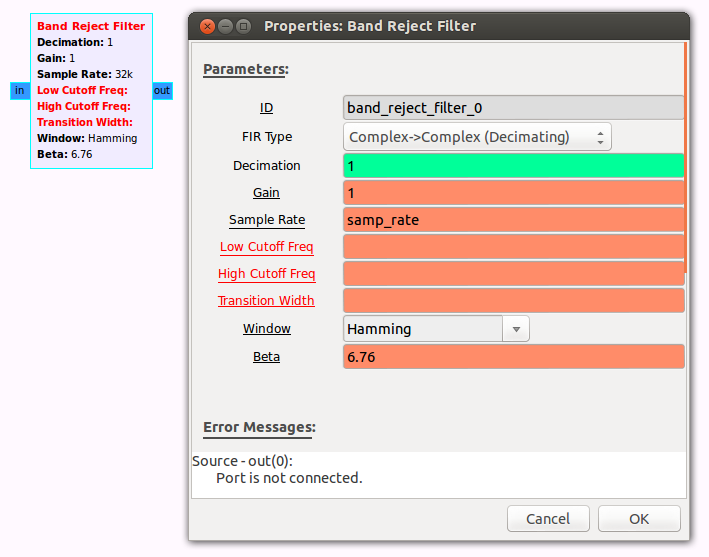 Band Reject Filter
Decimation: 1
Gain: 1
Sample Rate: 32k
Low Cutoff Freq:
High Cutoff Freq:
Transition Width:
Window: Hamming
Beta: 6.76
in
out
Properties: Band Reject Filter
Parameters:
ID band_reject_filter_0
FIR Type Complex->Complex (Decimating)
Decimation 1
Gain 1
Sample Rate samp_rate
Low Cutoff Freq
High Cutoff Freq
Transition Width
Window Hamming
Beta 6.76
Error Messages:
Source - out(0):
Port is not connected.
Cancel OK